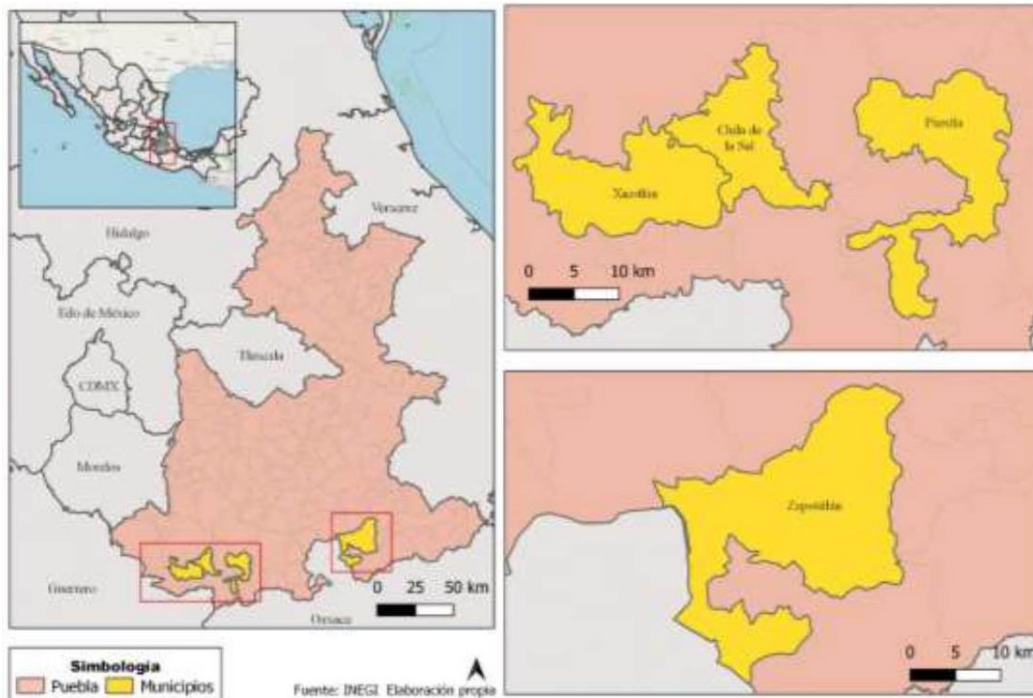 Veracruz
Hidalgo
Edo de México
Tlaxcala
CDMX
Morelos
Guerrero
Oaxaca
0 25 50 km
Simbología
Puebla Municipios
Fuente: INEGI Elaboración propia
Chila de
la Sal
Xicotlán
Piaxtla
0 5 10 km
Zapotitlán
0 5 10 km